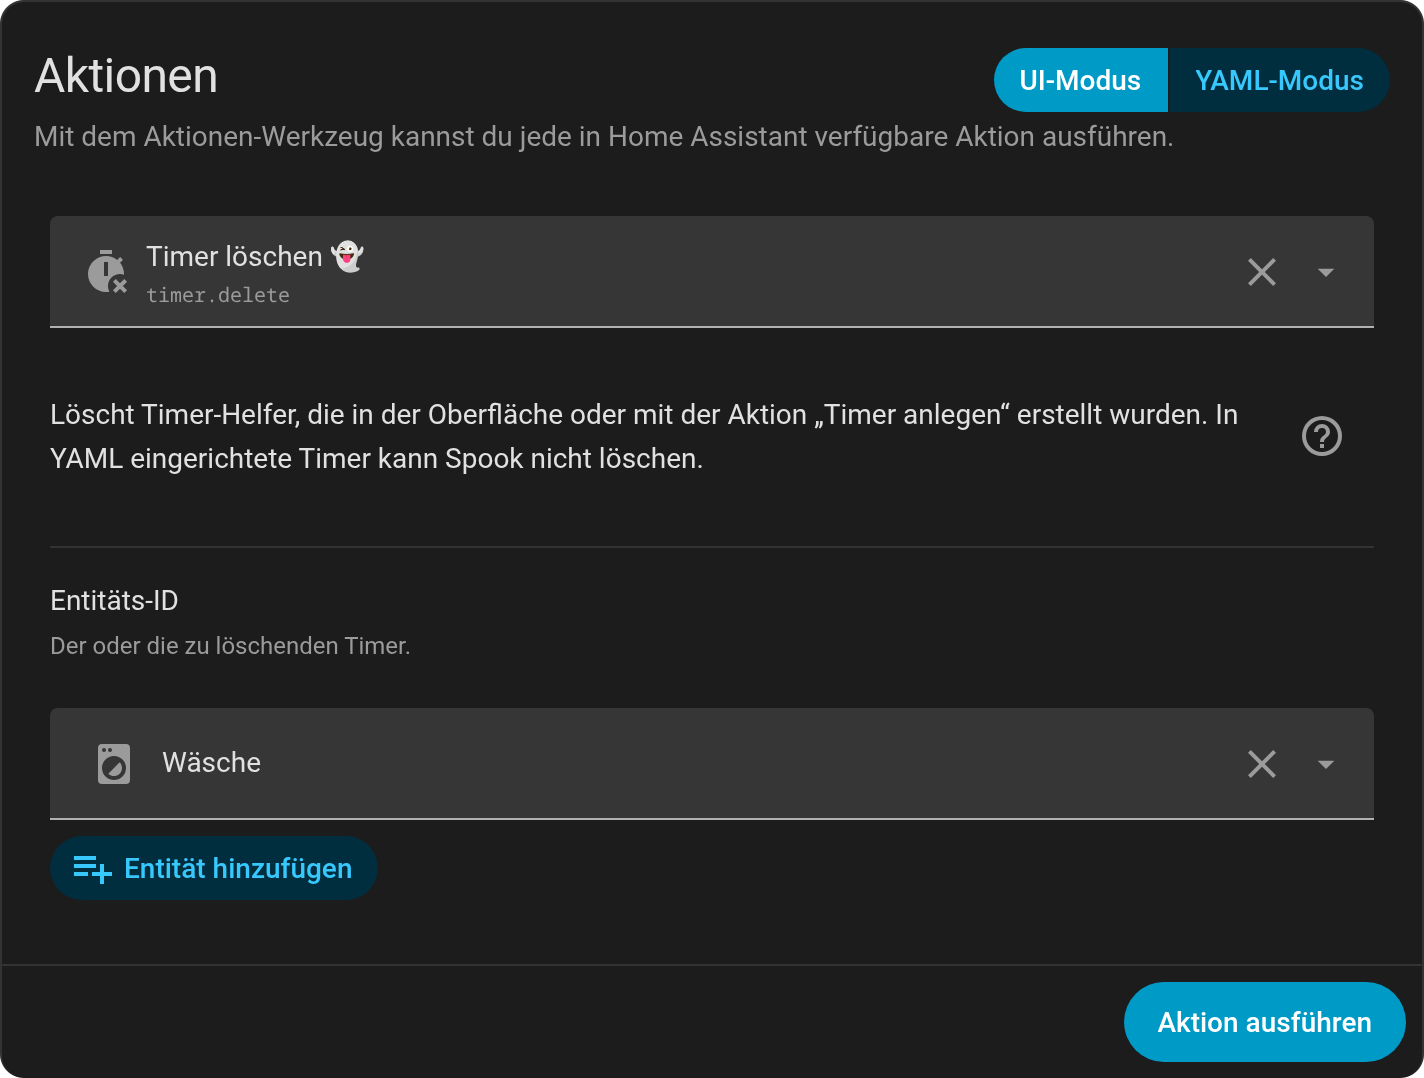 Aktionen
UI-Modus
YAML-Modus
Mit dem Aktionen-Werkzeug kannst du jede in Home Assistant verfügbare Aktion ausführen.
Timer löschen 👻
timer.delete
Löscht Timer-Helfer, die in der Oberfläche oder mit der Aktion „Timer anlegen“ erstellt wurden. In
YAML eingerichtete Timer kann Spook nicht löschen.
Entitäts-ID
Der oder die zu löschenden Timer.
Wäsche
Entität hinzufügen
Aktion ausführen